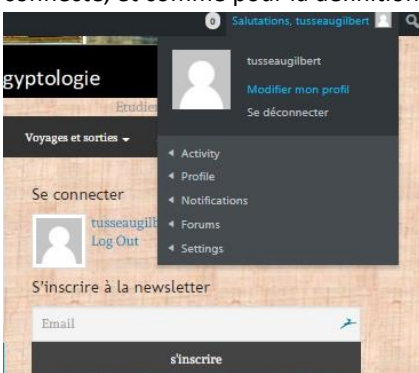 connecté, et comme pour la définition
0 Salutations, tusseaugilbert
gyptologie
tusseaugilbert
Modifier mon profil
Se déconnecter
Etudier
Voyages et sorties
Activity
Profile
Notifications
Forums
Settings
Se connecter
tusseaugilb
Log Out
S'inscrire à la newsletter
Email
s'inscrire